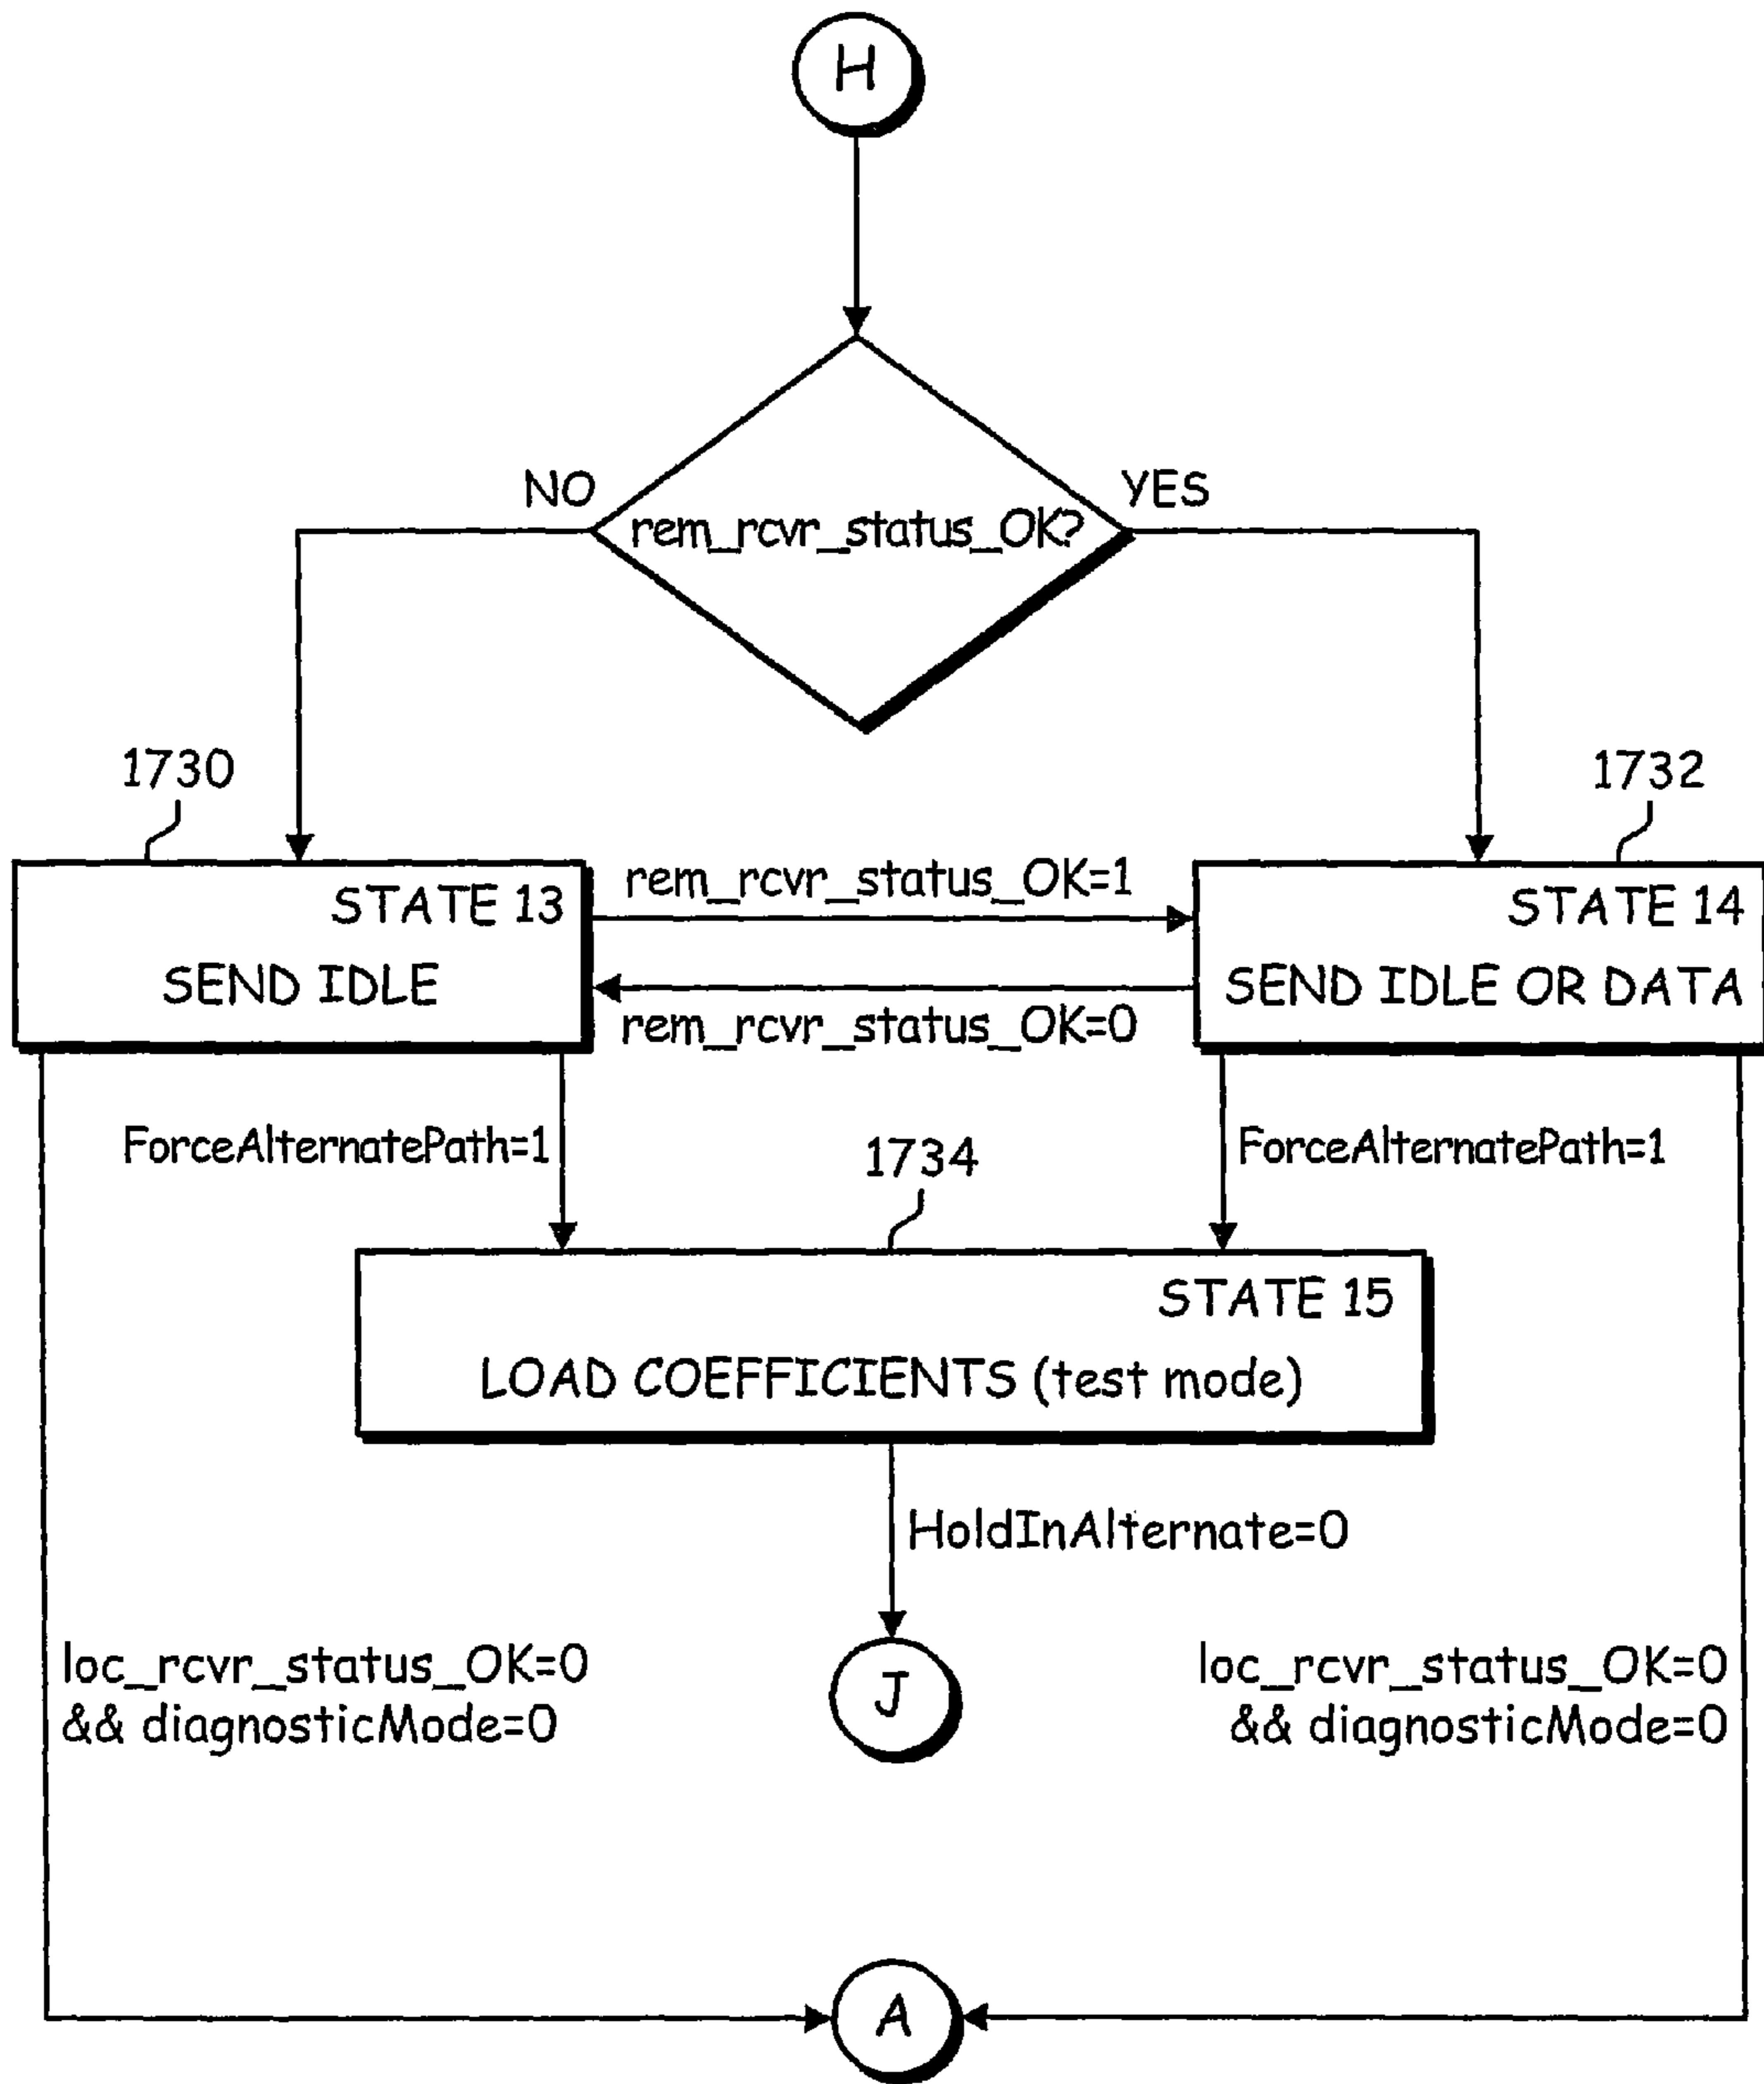 H
NO
YES
rem_rcvr_status_OK?
1730
1732
STATE 13
SEND IDLE
rem_rcvr_status_OK=1
rem_rcvr_status_OK=0
STATE 14
SEND IDLE OR DATA
ForceAlternatePath=1
1734
ForceAlternatePath=1
STATE 15
LOAD COEFFICIENTS (test mode)
HoldInAlternate=0
J
loc_rcvr_status_OK=0
&& diagnosticMode=0
loc_rcvr_status_OK=0
&& diagnosticMode=0
A